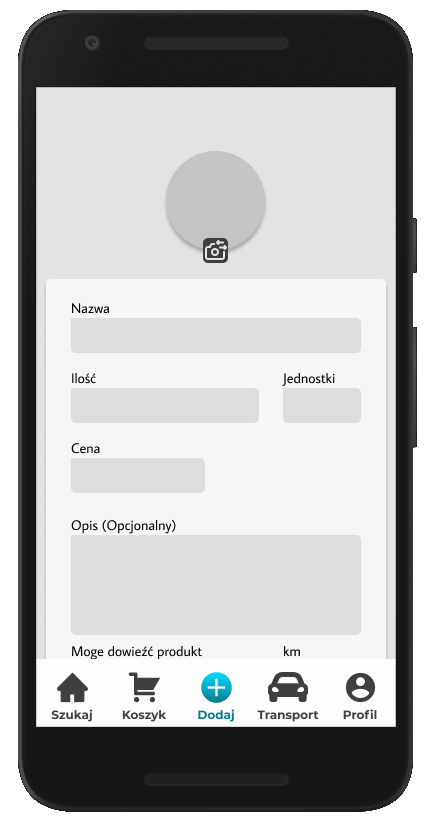 Nazwa
Ilość Jednostki
Cena
Opis (Opcjonalny)
Moge dowieźć produkt km
Szukaj Koszyk Dodaj Transport Profil